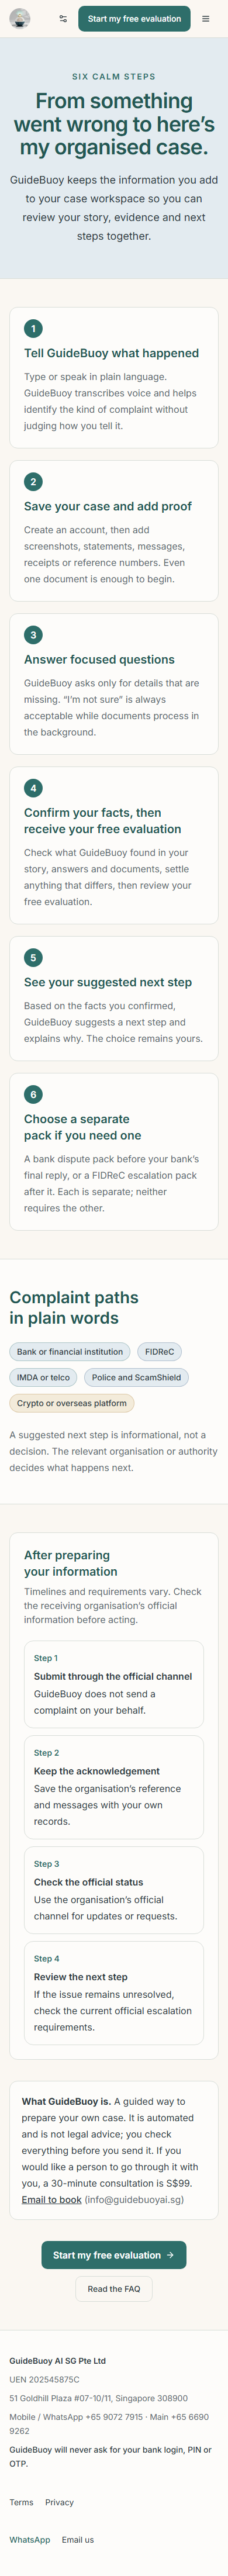 Start my free evaluation
SIX CALM STEPS
From something
went wrong to here’s
my organised case.
GuideBuoy keeps the information you add
to your case workspace so you can
review your story, evidence and next
steps together.
1
Tell GuideBuoy what happened
Type or speak in plain language.
GuideBuoy transcribes voice and helps
identify the kind of complaint without
judging how you tell it.
2
Save your case and add proof
Create an account, then add
screenshots, statements, messages,
receipts or reference numbers. Even
one document is enough to begin.
3
Answer focused questions
GuideBuoy asks only for details that are
missing. “I’m not sure” is always
acceptable while documents process in
the background.
4
Confirm your facts, then
receive your free evaluation
Check what GuideBuoy found in your
story, answers and documents, settle
anything that differs, then review your
free evaluation.
5
See your suggested next step
Based on the facts you confirmed,
GuideBuoy suggests a next step and
explains why. The choice remains yours.
6
Choose a separate
pack if you need one
A bank dispute pack before your bank’s
final reply, or a FIDReC escalation pack
after it. Each is separate; neither
requires the other.
Complaint paths
in plain words
Bank or financial institution
FIDReC
IMDA or telco
Police and ScamShield
Crypto or overseas platform
A suggested next step is informational, not a
decision. The relevant organisation or authority
decides what happens next.
After preparing
your information
Timelines and requirements vary. Check
the receiving organisation’s official
information before acting.
Step 1
Submit through the official channel
GuideBuoy does not send a
complaint on your behalf.
Step 2
Keep the acknowledgement
Save the organisation’s reference
and messages with your own
records.
Step 3
Check the official status
Use the organisation’s official
channel for updates or requests.
Step 4
Review the next step
If the issue remains unresolved,
check the current official escalation
requirements.
What GuideBuoy is. A guided way to
prepare your own case. It is automated
and is not legal advice; you check
everything before you send it. If you
would like a person to go through it with
you, a 30-minute consultation is S$99.
Email to book (info@guidebuoyai.sg)
Start my free evaluation →
Read the FAQ
GuideBuoy AI SG Pte Ltd
UEN 202545875C
51 Goldhill Plaza #07-10/11, Singapore 308900
Mobile / WhatsApp +65 9072 7915 · Main +65 6690
9262
GuideBuoy will never ask for your bank login, PIN or
OTP.
Terms Privacy
WhatsApp Email us